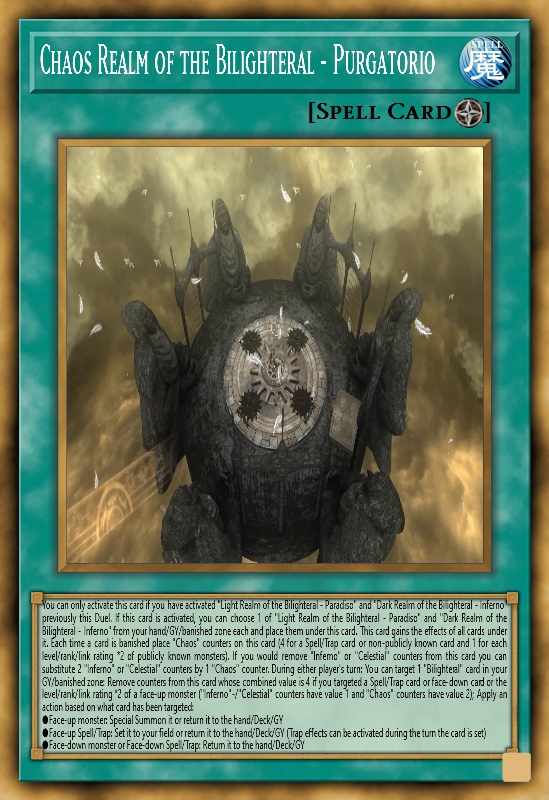 Chaos Realm of the Bilighteral - Purgatorio
SPELL
魔
[Spell Card]
You can only activate this card if you have activated "Light Realm of the Bilighteral - Paradiso" and "Dark Realm of the Bilighteral - Inferno"
previously this Duel. If this card is activated, you can choose 1 of "Light Realm of the Bilighteral - Paradiso" and "Dark Realm of the
Bilighteral - Inferno" from your hand/GY/banished zone each and place them under this card. This card gains the effects of all cards under
it. Each time a card is banished place "Chaos" counters on this card (4 for a Spell/Trap card or non-publicly known card and 1 for each
level/rank/link rating *2 of publicly known monsters). If you would remove "Inferno" or "Celestial" counters from this card you can
substitute 2 "Inferno" or "Celestial" counters by 1 "Chaos" counter. During either player's turn: You can target 1 "Bilighteral" card in your
GY/banished zone: Remove counters from this card whose combined value is 4 if you targeted a Spell/Trap card or face-down card or the
level/rank/link rating *2 of a face-up monster ("Inferno"-/"Celestial" counters have value 1 and "Chaos" counters have value 2); Apply an
action based on what card has been targeted:
●Face-up monster: Special Summon it or return it to the hand/Deck/GY
●Face-up Spell/Trap: Set it to your field or return it to the hand/Deck/GY (Trap effects can be activated during the turn the card is set)
●Face-down monster or Face-down Spell/Trap: Return it to the hand/Deck/GY